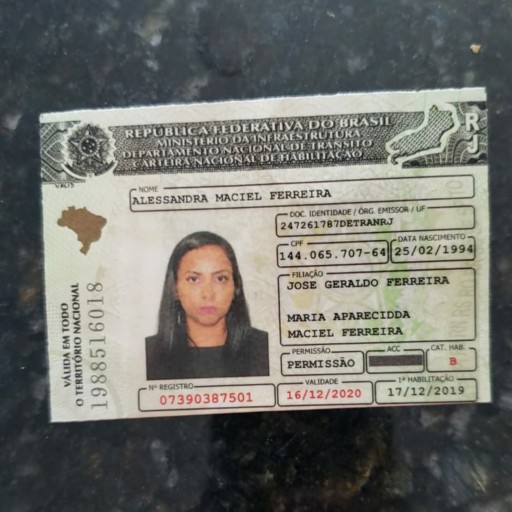 REPÚBLICA FEDERATIVA DO BRASIL
MINISTÉRIO DA INFRAESTRUTURA
DEPARTAMENTO NACIONAL DE TRÂNSITO
CARTEIRA NACIONAL DE HABILITAÇÃO
RJ
NOME
ALESSANDRA MACIEL FERREIRA
DOC. IDENTIDADE / ÓRG. EMISSOR / UF
247261787DETRANRJ
CPF
144.065.707-64
DATA NASCIMENTO
25/02/1994
FILIAÇÃO
JOSE GERALDO FERREIRA
MARIA APARECIDDA
MACIEL FERREIRA
PERMISSÃO
PERMISSÃO
ACC
CAT. HAB.
B
Nº REGISTRO
07390387501
VALIDADE
16/12/2020
1ª HABILITAÇÃO
17/12/2019
VÁLIDA EM TODO
O TERRITÓRIO NACIONAL
1988516018